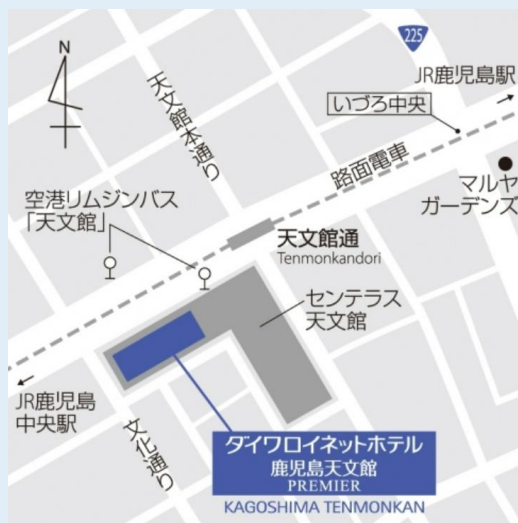 N
225
JR鹿児島駅
いづろ中央
天文館本通り
路面電車
マルヤ
ガーデンズ
空港リムジンバス
「天文館」
天文館通
Tenmonkandori
センテラス
天文館
JR鹿児島
中央駅
文化通り
ダイワロイネットホテル
鹿児島天文館
PREMIER
KAGOSHIMA TENMONKAN